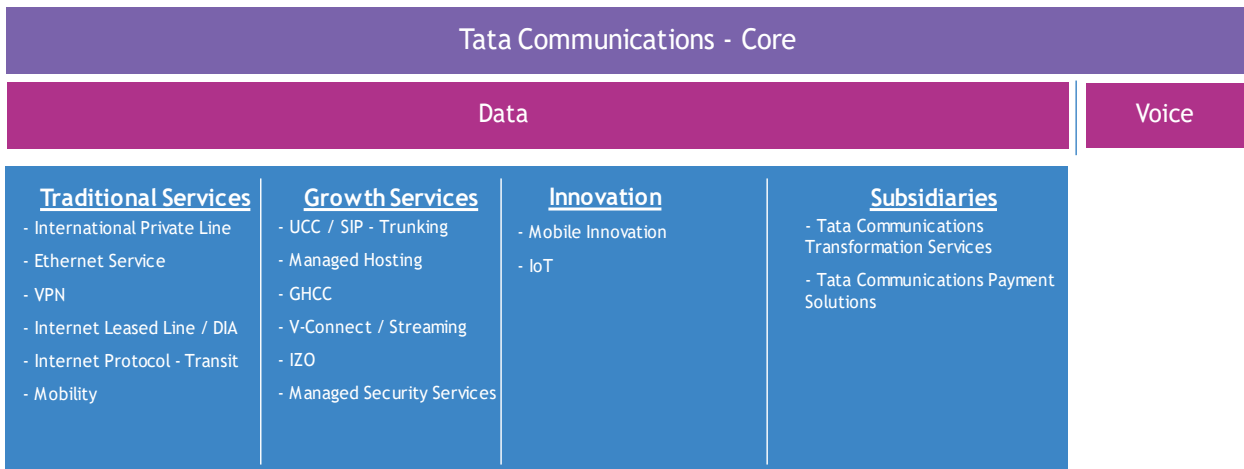 Tata Communications - Core
Data
Voice
Traditional Services
- International Private Line
- Ethernet Service
- VPN
- Internet Leased Line / DIA
- Internet Protocol - Transit
- Mobility
Growth Services
- UCC / SIP - Trunking
- Managed Hosting
- GHCC
- V-Connect / Streaming
- IZO
- Managed Security Services
Innovation
- Mobile Innovation
- IoT
Subsidiaries
- Tata Communications
Transformation Services
- Tata Communications Payment
Solutions